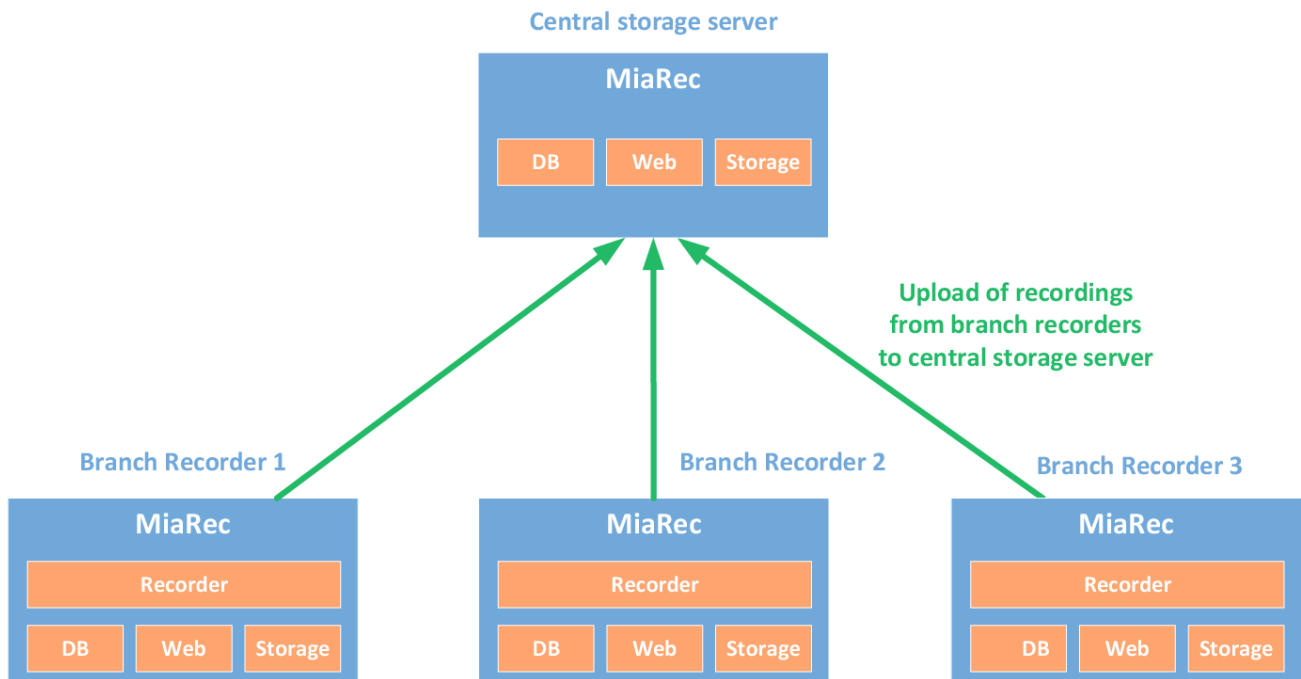 Central storage server
MiaRec
DB Web Storage
Upload of recordings
from branch recorders
to central storage server
Branch Recorder 1
Branch Recorder 2
Branch Recorder 3
MiaRec
Recorder
DB Web Storage
MiaRec
Recorder
DB Web Storage
MiaRec
Recorder
DB Web Storage